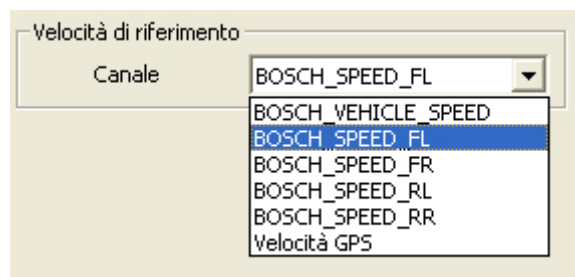 Velocità di riferimento
Canale BOSCH_SPEED_FL
BOSCH_VEHICLE_SPEED
BOSCH_SPEED_FL
BOSCH_SPEED_FR
BOSCH_SPEED_RL
BOSCH_SPEED_RR
Velocità GPS